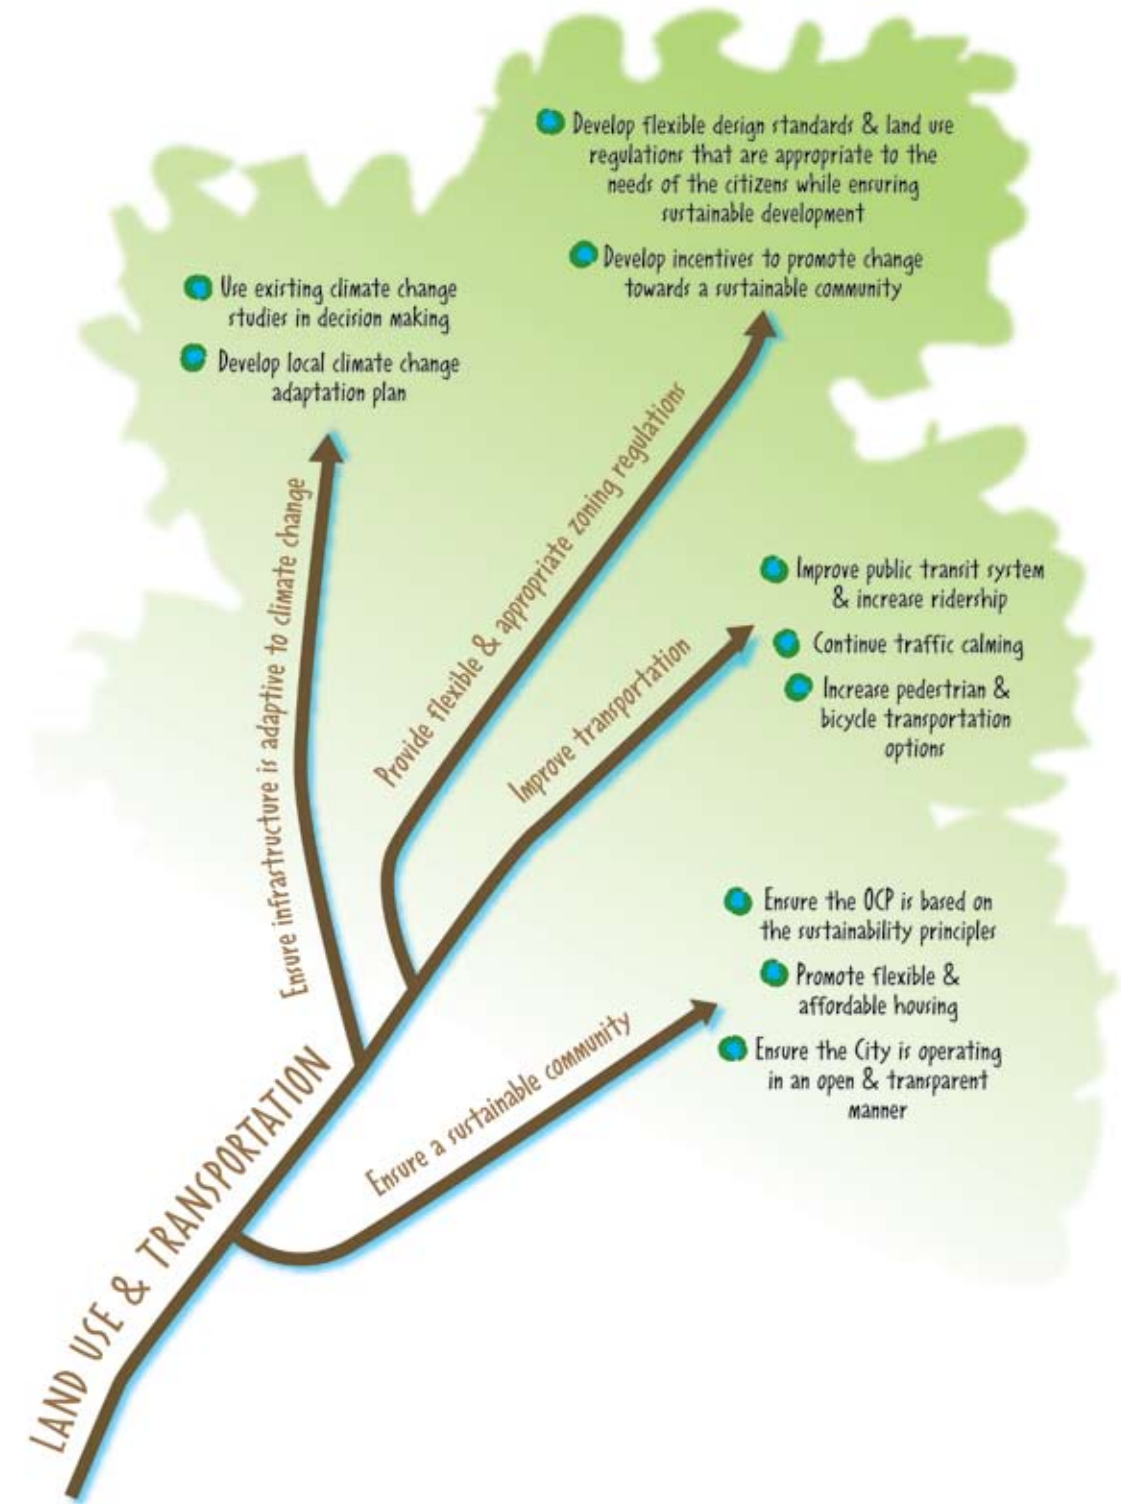 Develop flexible design standards & land use
regulations that are appropriate to the
needs of the citizens while ensuring
sustainable development
Develop incentives to promote change
towards a sustainable community
Use existing climate change
studies in decision making
Develop local climate change
adaptation plan
Ensure infrastructure is adaptive to climate change
Provide flexible & appropriate zoning regulations
Improve transportation
Improve public transit system
& increase ridership
Continue traffic calming
Increase pedestrian &
bicycle transportation
options
Ensure the OCP is based on
the sustainability principles
Promote flexible &
affordable housing
Ensure the City is operating
in an open & transparent
manner
Ensure a sustainable community
LAND USE & TRANSPORTATION